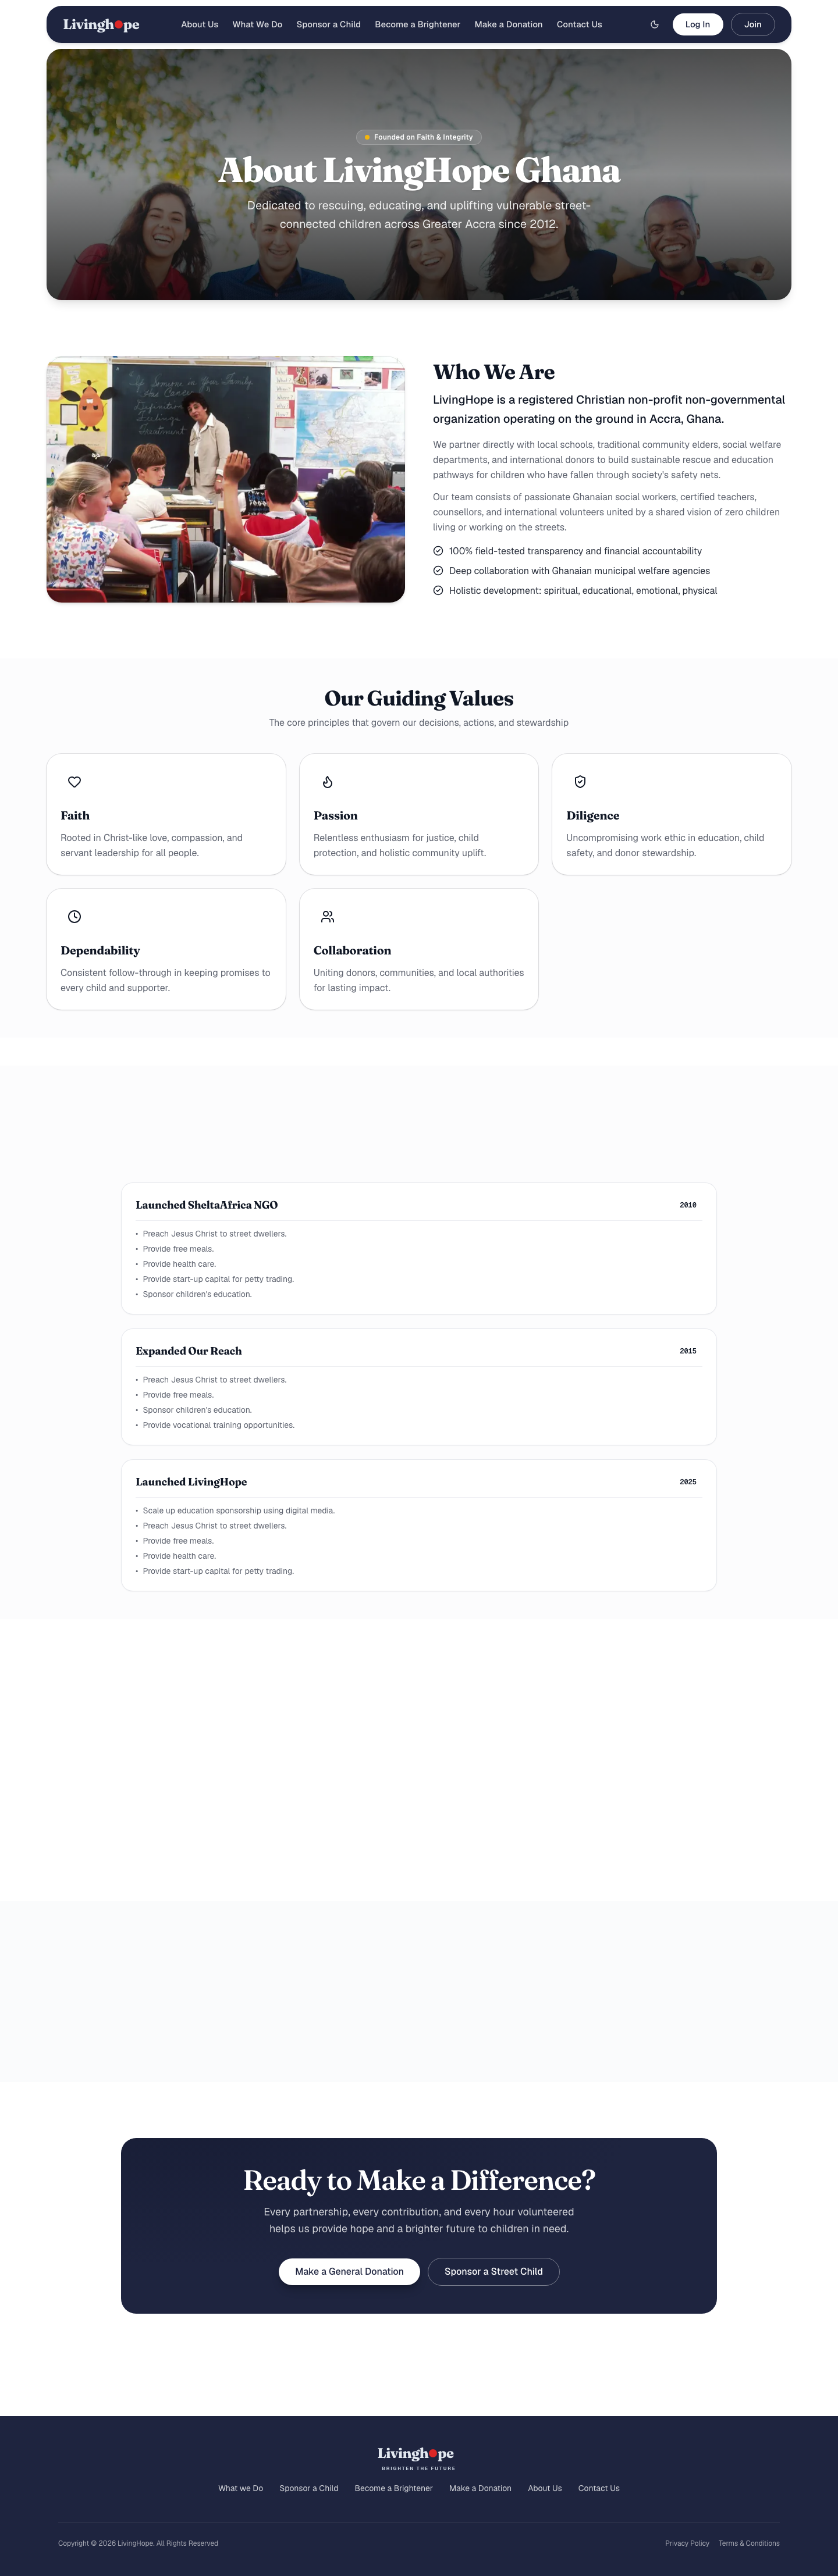 Livinghope
About Us
What We Do
Sponsor a Child
Become a Brightener
Make a Donation
Contact Us
Log In
Join
Founded on Faith & Integrity
About LivingHope Ghana
Dedicated to rescuing, educating, and uplifting vulnerable street-
connected children across Greater Accra since 2012.
Who We Are
LivingHope is a registered Christian non-profit non-governmental
organization operating on the ground in Accra, Ghana.
We partner directly with local schools, traditional community elders, social welfare
departments, and international donors to build sustainable rescue and education
pathways for children who have fallen through society's safety nets.
Our team consists of passionate Ghanaian social workers, certified teachers,
counsellors, and international volunteers united by a shared vision of zero children
living or working on the streets.
100% field-tested transparency and financial accountability
Deep collaboration with Ghanaian municipal welfare agencies
Holistic development: spiritual, educational, emotional, physical
Our Guiding Values
The core principles that govern our decisions, actions, and stewardship
Faith
Rooted in Christ-like love, compassion, and
servant leadership for all people.
Passion
Relentless enthusiasm for justice, child
protection, and holistic community uplift.
Diligence
Uncompromising work ethic in education, child
safety, and donor stewardship.
Dependability
Consistent follow-through in keeping promises to
every child and supporter.
Collaboration
Uniting donors, communities, and local authorities
for lasting impact.
Launched SheltaAfrica NGO
2010
• Preach Jesus Christ to street dwellers.
• Provide free meals.
• Provide health care.
• Provide start-up capital for petty trading.
• Sponsor children's education.
Expanded Our Reach
2015
• Preach Jesus Christ to street dwellers.
• Provide free meals.
• Sponsor children's education.
• Provide vocational training opportunities.
Launched LivingHope
2025
• Scale up education sponsorship using digital media.
• Preach Jesus Christ to street dwellers.
• Provide free meals.
• Provide health care.
• Provide start-up capital for petty trading.
Ready to Make a Difference?
Every partnership, every contribution, and every hour volunteered
helps us provide hope and a brighter future to children in need.
Make a General Donation
Sponsor a Street Child
Livinghope
BRIGHTEN THE FUTURE
What we Do
Sponsor a Child
Become a Brightener
Make a Donation
About Us
Contact Us
Copyright © 2026 LivingHope. All Rights Reserved
Privacy Policy
Terms & Conditions